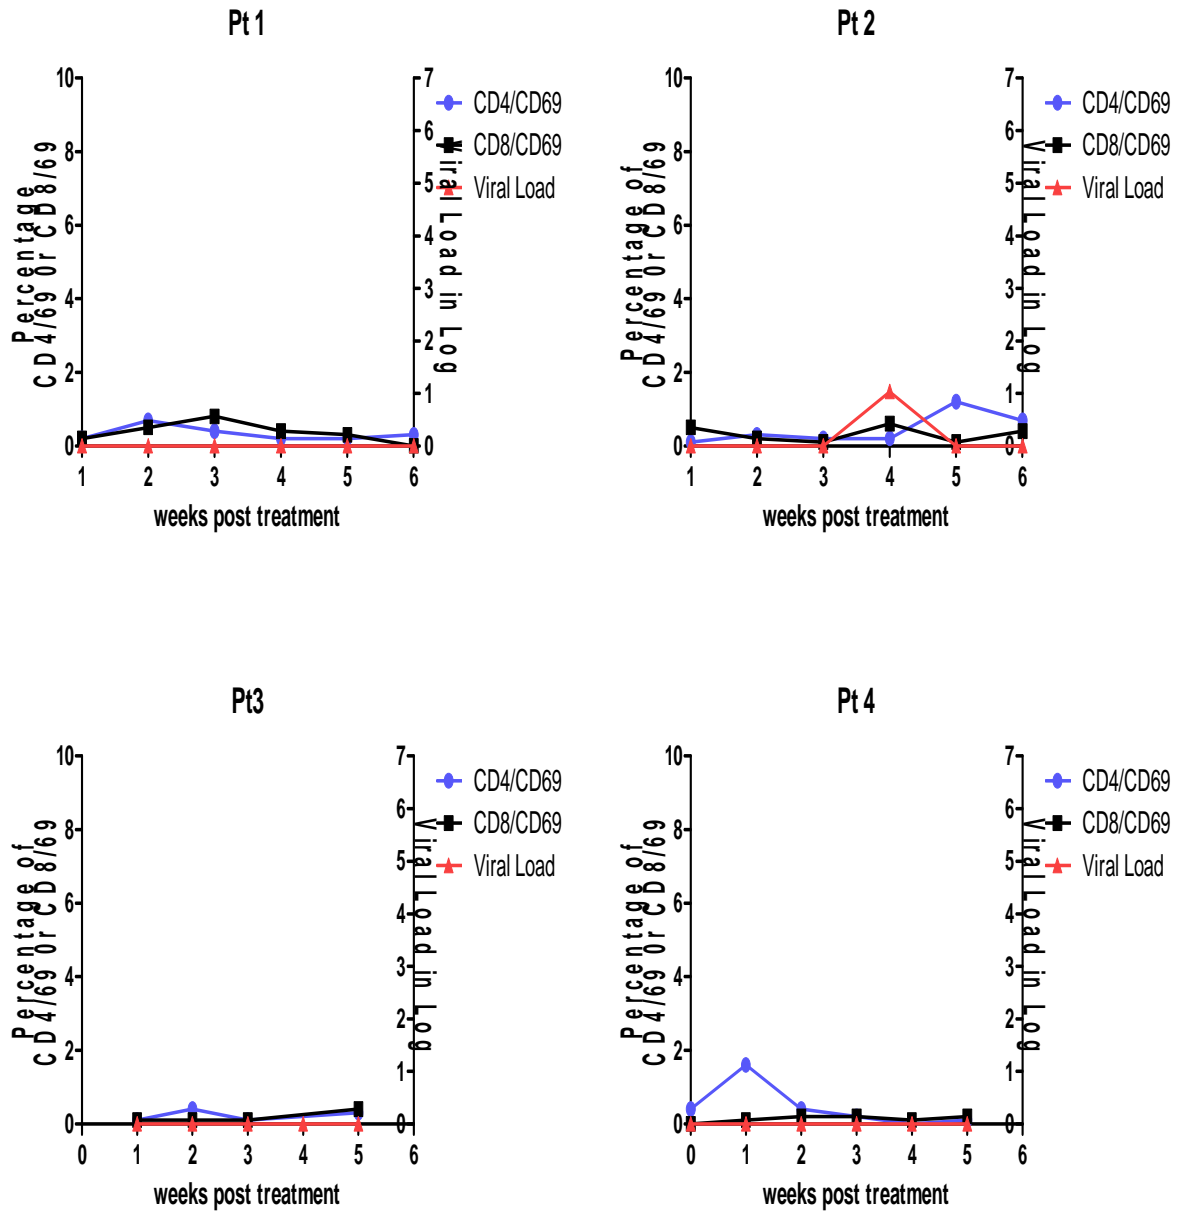 Pt 1
10
8
6
4
2
0
Percentage
CD4/69 Or CD8/69
7
6
5
4
3
2
1
0
Viral Load in Log
CD4/CD69
CD8/CD69
Viral Load
1 2 3 4 5 6
weeks post treatment
Pt 2
10
8
6
4
2
0
Percentage of
CD4/69 Or CD8/69
7
6
5
4
3
2
1
0
Viral Load in Log
CD4/CD69
CD8/CD69
Viral Load
1 2 3 4 5 6
weeks post treatment
Pt3
10
8
6
4
2
0
Percentage of
CD4/69 Or CD8/69
7
6
5
4
3
2
1
0
Viral Load in Log
CD4/CD69
CD8/CD69
Viral Load
0 1 2 3 4 5 6
weeks post treatment
Pt 4
10
8
6
4
2
0
Percentage of
CD4/69 Or CD8/69
7
6
5
4
3
2
1
0
Viral Load in Log
CD4/CD69
CD8/CD69
Viral Load
0 1 2 3 4 5 6
weeks post treatment